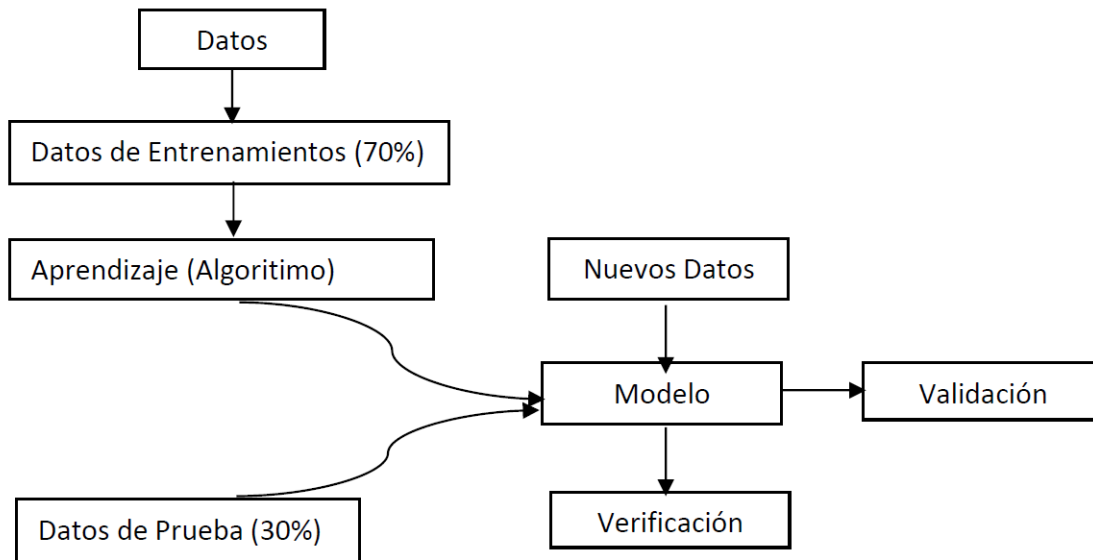 Datos
Datos de Entrenamientos (70%)
Aprendizaje (Algoritimo)
Nuevos Datos
Modelo
Validación
Verificación
Datos de Prueba (30%)